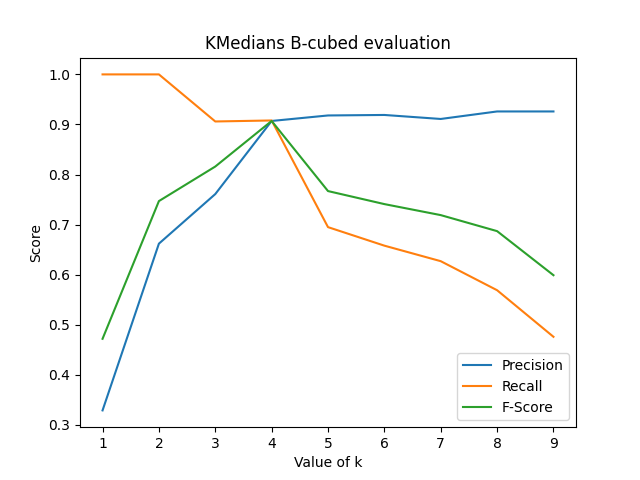 KMedians B-cubed evaluation
Score
1.0
0.9
0.8
0.7
0.6
0.5
0.4
0.3
Precision
Recall
F-Score
1 2 3 4 5 6 7 8 9
Value of k